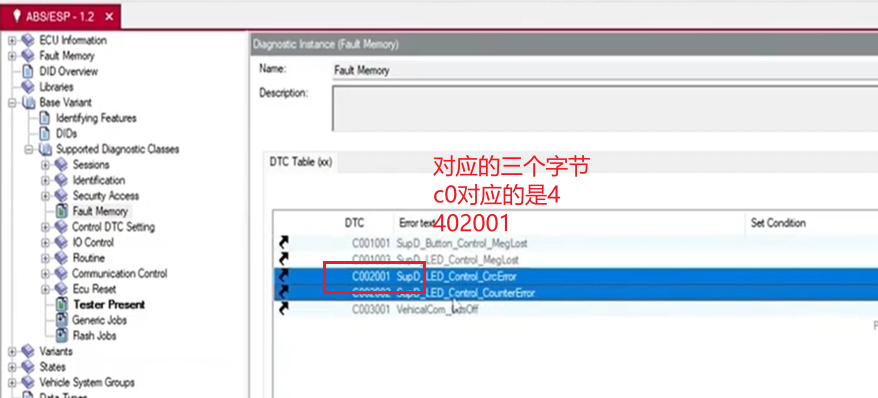 ABS/ESP - 1.2
ECU Information
Fault Memory
DID Overview
Libraries
Base Variant
Identifying Features
DIDs
Supported Diagnostic Classes
Sessions
Identification
Security Access
Fault Memory
Control DTC Setting
IO Control
Routine
Communication Control
Ecu Reset
Tester Present
Generic Jobs
Flash Jobs
Variants
States
Vehicle System Groups
Data Types
Diagnostic Instance (Fault Memory)
Name: Fault Memory
Description:
DTC Table (xx)
对应的三个字节
c0对应的是4
402001
DTC Error text Set Condition
C001001 SupD_Button_Control_MegLost
C001003 SupD_LED_Control_MegLost
C002001 SupD_LED_Control_CrcError
C002002 SupD_LED_Control_CounterError
C003001